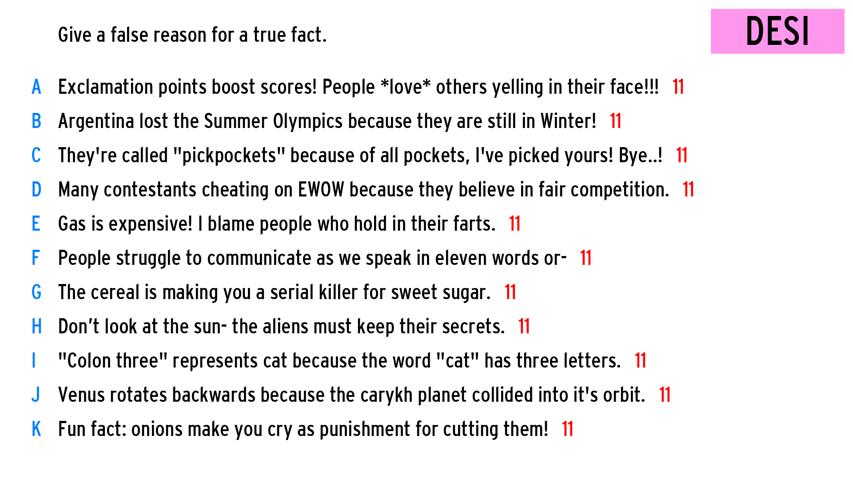 Give a false reason for a true fact.
DESI
A Exclamation points boost scores! People *love* others yelling in their face!!! 11
B Argentina lost the Summer Olympics because they are still in Winter! 11
C They're called "pickpockets" because of all pockets, I've picked yours! Bye..! 11
D Many contestants cheating on EWOW because they believe in fair competition. 11
E Gas is expensive! I blame people who hold in their farts. 11
F People struggle to communicate as we speak in eleven words or- 11
G The cereal is making you a serial killer for sweet sugar. 11
H Don’t look at the sun- the aliens must keep their secrets. 11
I "Colon three" represents cat because the word "cat" has three letters. 11
J Venus rotates backwards because the carykh planet collided into it's orbit. 11
K Fun fact: onions make you cry as punishment for cutting them! 11